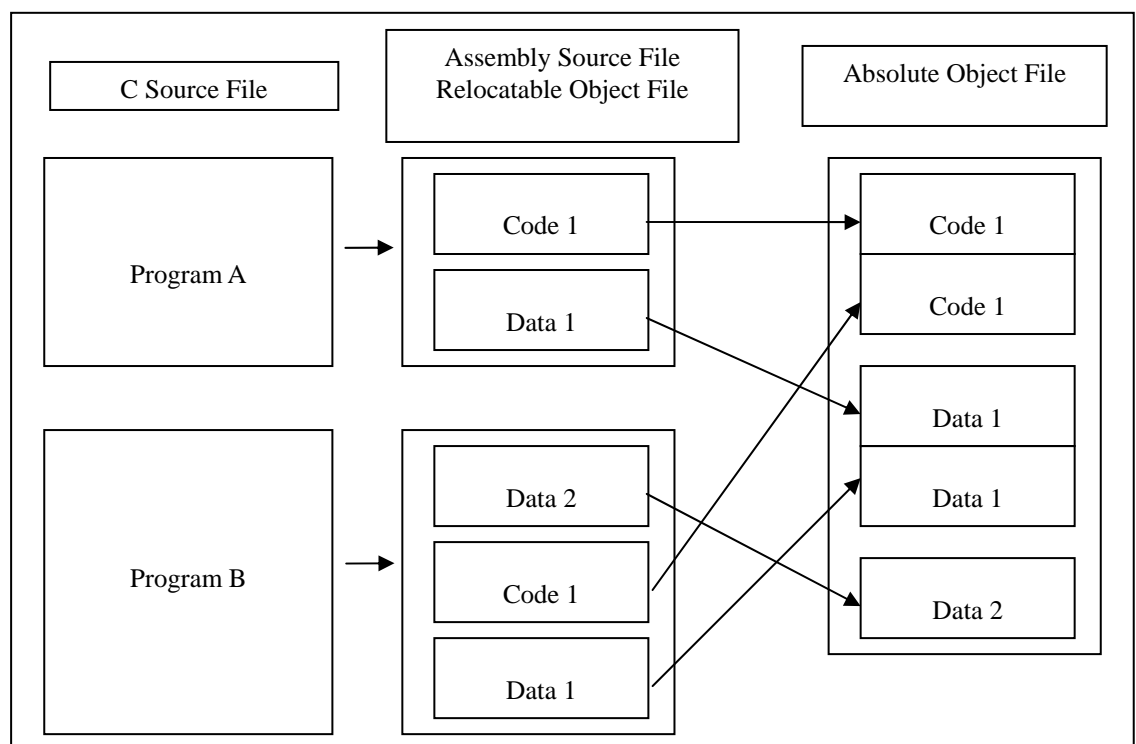 C Source File
Assembly Source File
Relocatable Object File
Absolute Object File
Program A
Code 1
Data 1
Program B
Data 2
Code 1
Data 1
Code 1
Code 1
Data 1
Data 1
Data 2